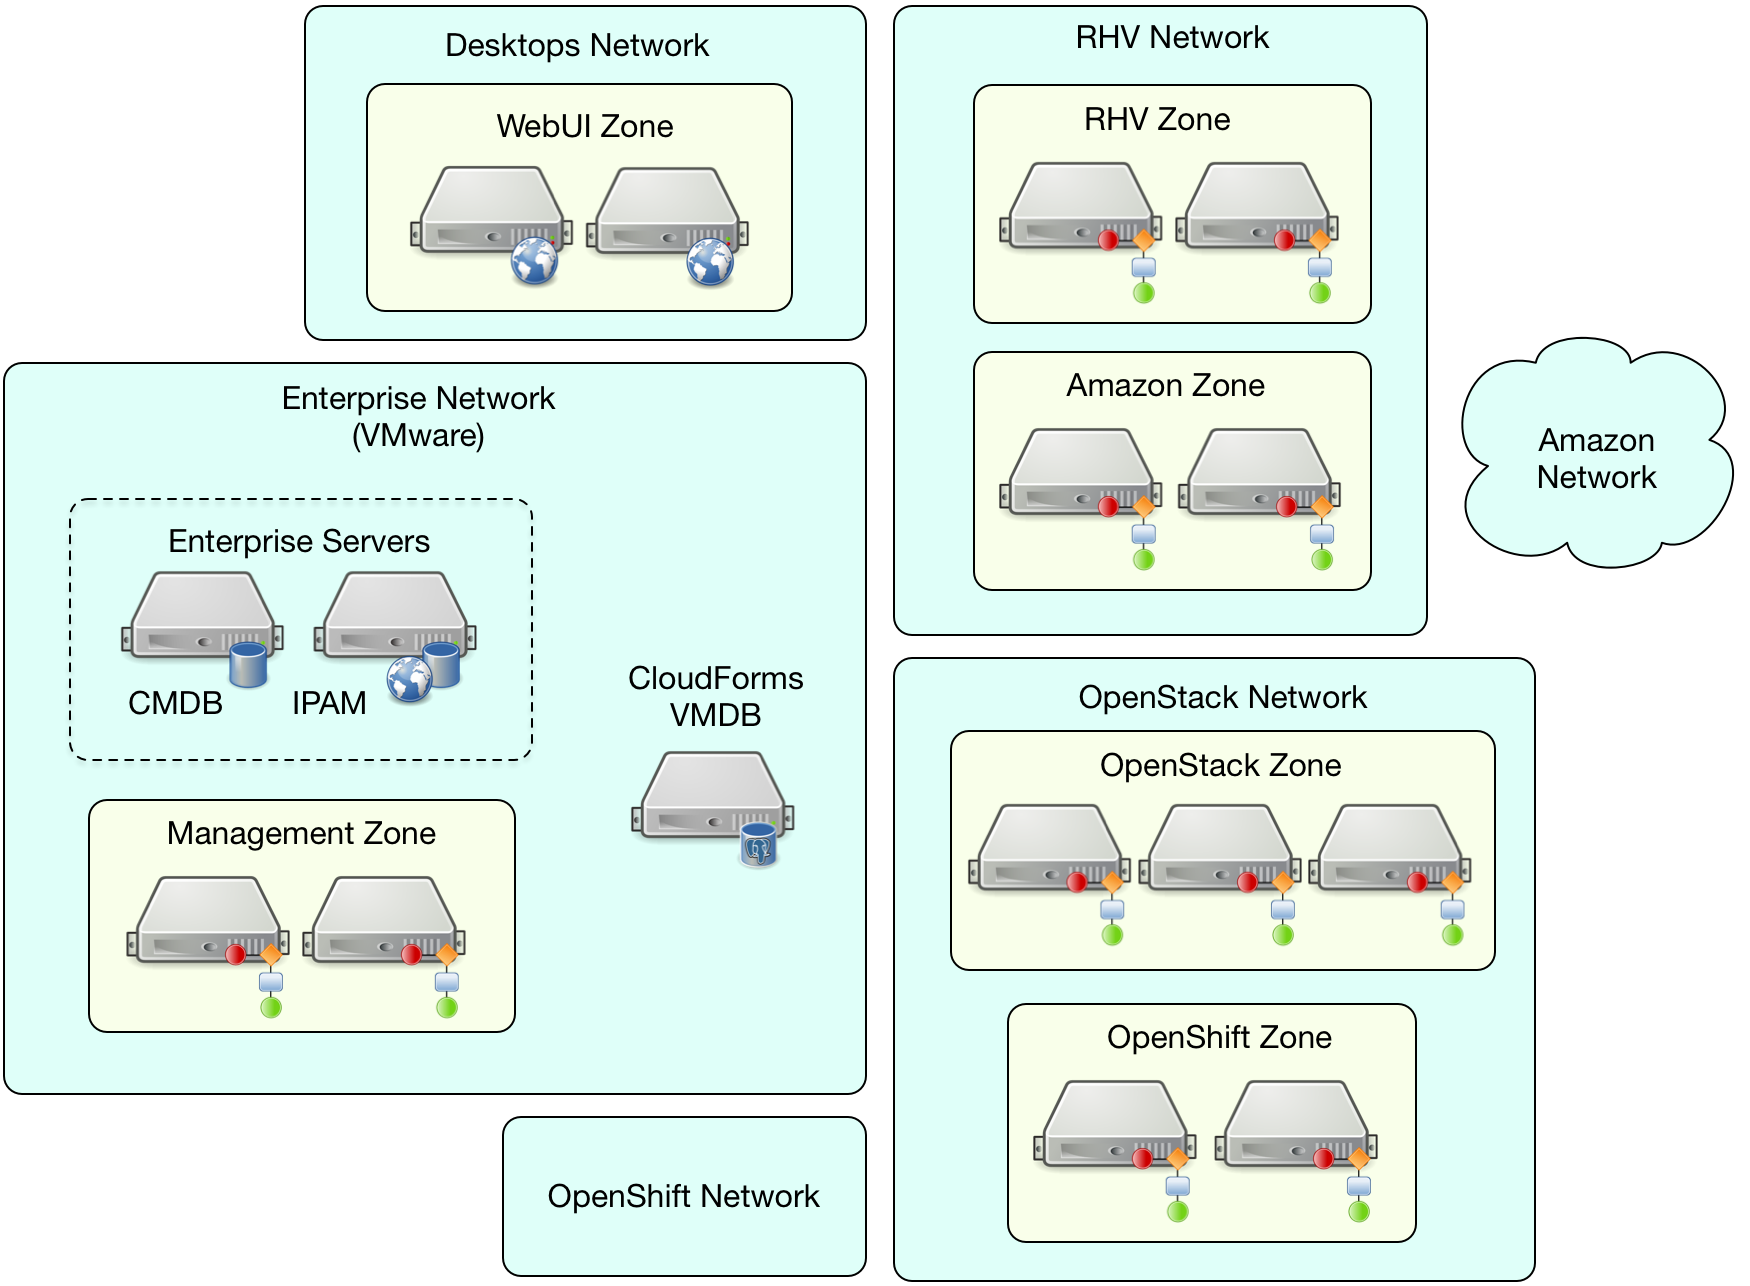 Desktops Network
WebUI Zone
RHV Network
RHV Zone
Amazon Zone
Amazon
Network
Enterprise Network
(VMware)
Enterprise Servers
CMDB
IPAM
CloudForms
VMDB
Management Zone
OpenStack Network
OpenStack Zone
OpenShift Zone
OpenShift Network